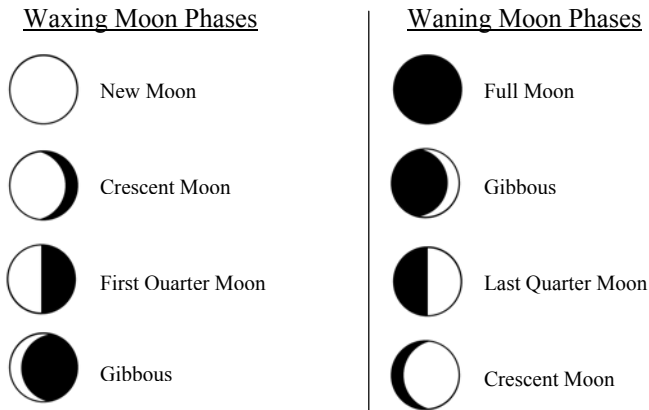 Waxing Moon Phases
New Moon
Crescent Moon
First Ouarter Moon
Gibbous
Waning Moon Phases
Full Moon
Gibbous
Last Quarter Moon
Crescent Moon